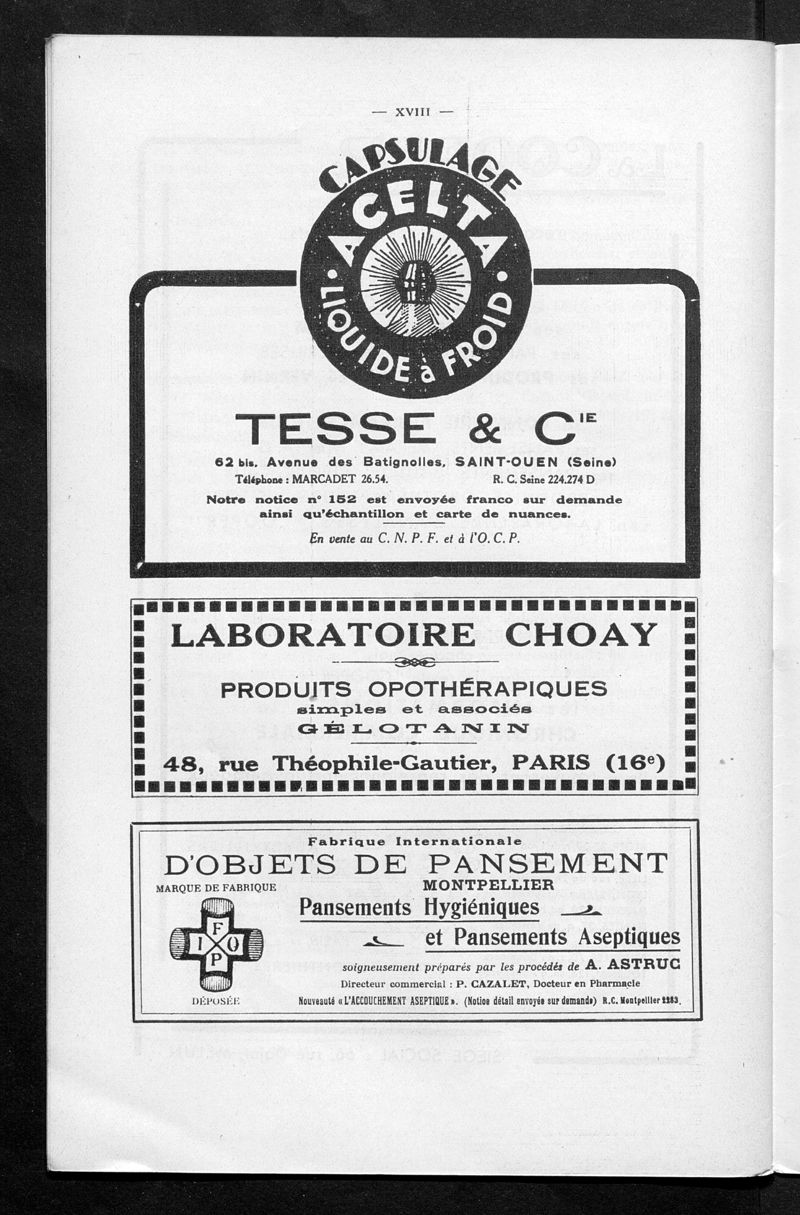 — XVIII —
CAPSULAGE
ACELTA
• LIQUIDE à FROID •
TESSE & CIE
62 bis, Avenue des Batignolles, SAINT-OUEN (Seine)
Téléphone : MARCADET 26.54. R. C. Seine 224.274 D
Notre notice n° 152 est envoyée franco sur demande
ainsi qu'échantillon et carte de nuances.
En vente au C. N. P. F. et à l'O. C. P.
LABORATOIRE CHOAY
PRODUITS OPOTHÉRAPIQUES
simples et associés
GÉLOTANIN
48, rue Théophile-Gautier, PARIS (16e)
Fabrique Internationale
D'OBJETS DE PANSEMENT
MARQUE DE FABRIQUE
MONTPELLIER
Pansements Hygiéniques
et Pansements Aseptiques
F
I O
P
DÉPOSÉE
soigneusement préparés par les procédés de A. ASTRUC
Directeur commercial : P. CAZALET, Docteur en Pharmacie
Nouveauté « L'ACCOUCHEMENT ASEPTIQUE ». (Notice détail envoyée sur demande) R.C. Montpellier 2283.